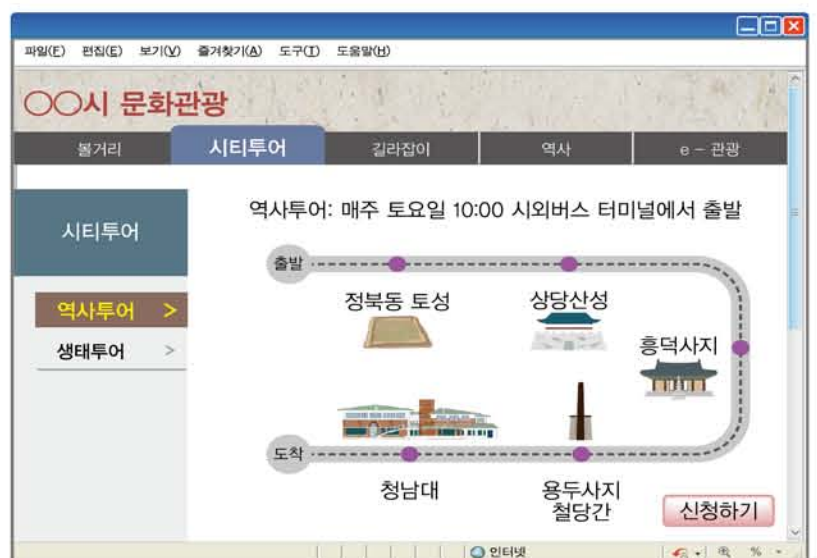 파일(F) 편집(E) 보기(V) 즐겨찾기(A) 도구(T) 도움말(H)
○○시 문화관광
볼거리 시티투어 길라잡이 역사 e - 관광
시티투어
역사투어 >
생태투어 >
역사투어: 매주 토요일 10:00 시외버스 터미널에서 출발
출발
정북동 토성
상당산성
흥덕사지
도착
청남대
용두사지
철당간
신청하기
인터넷 %